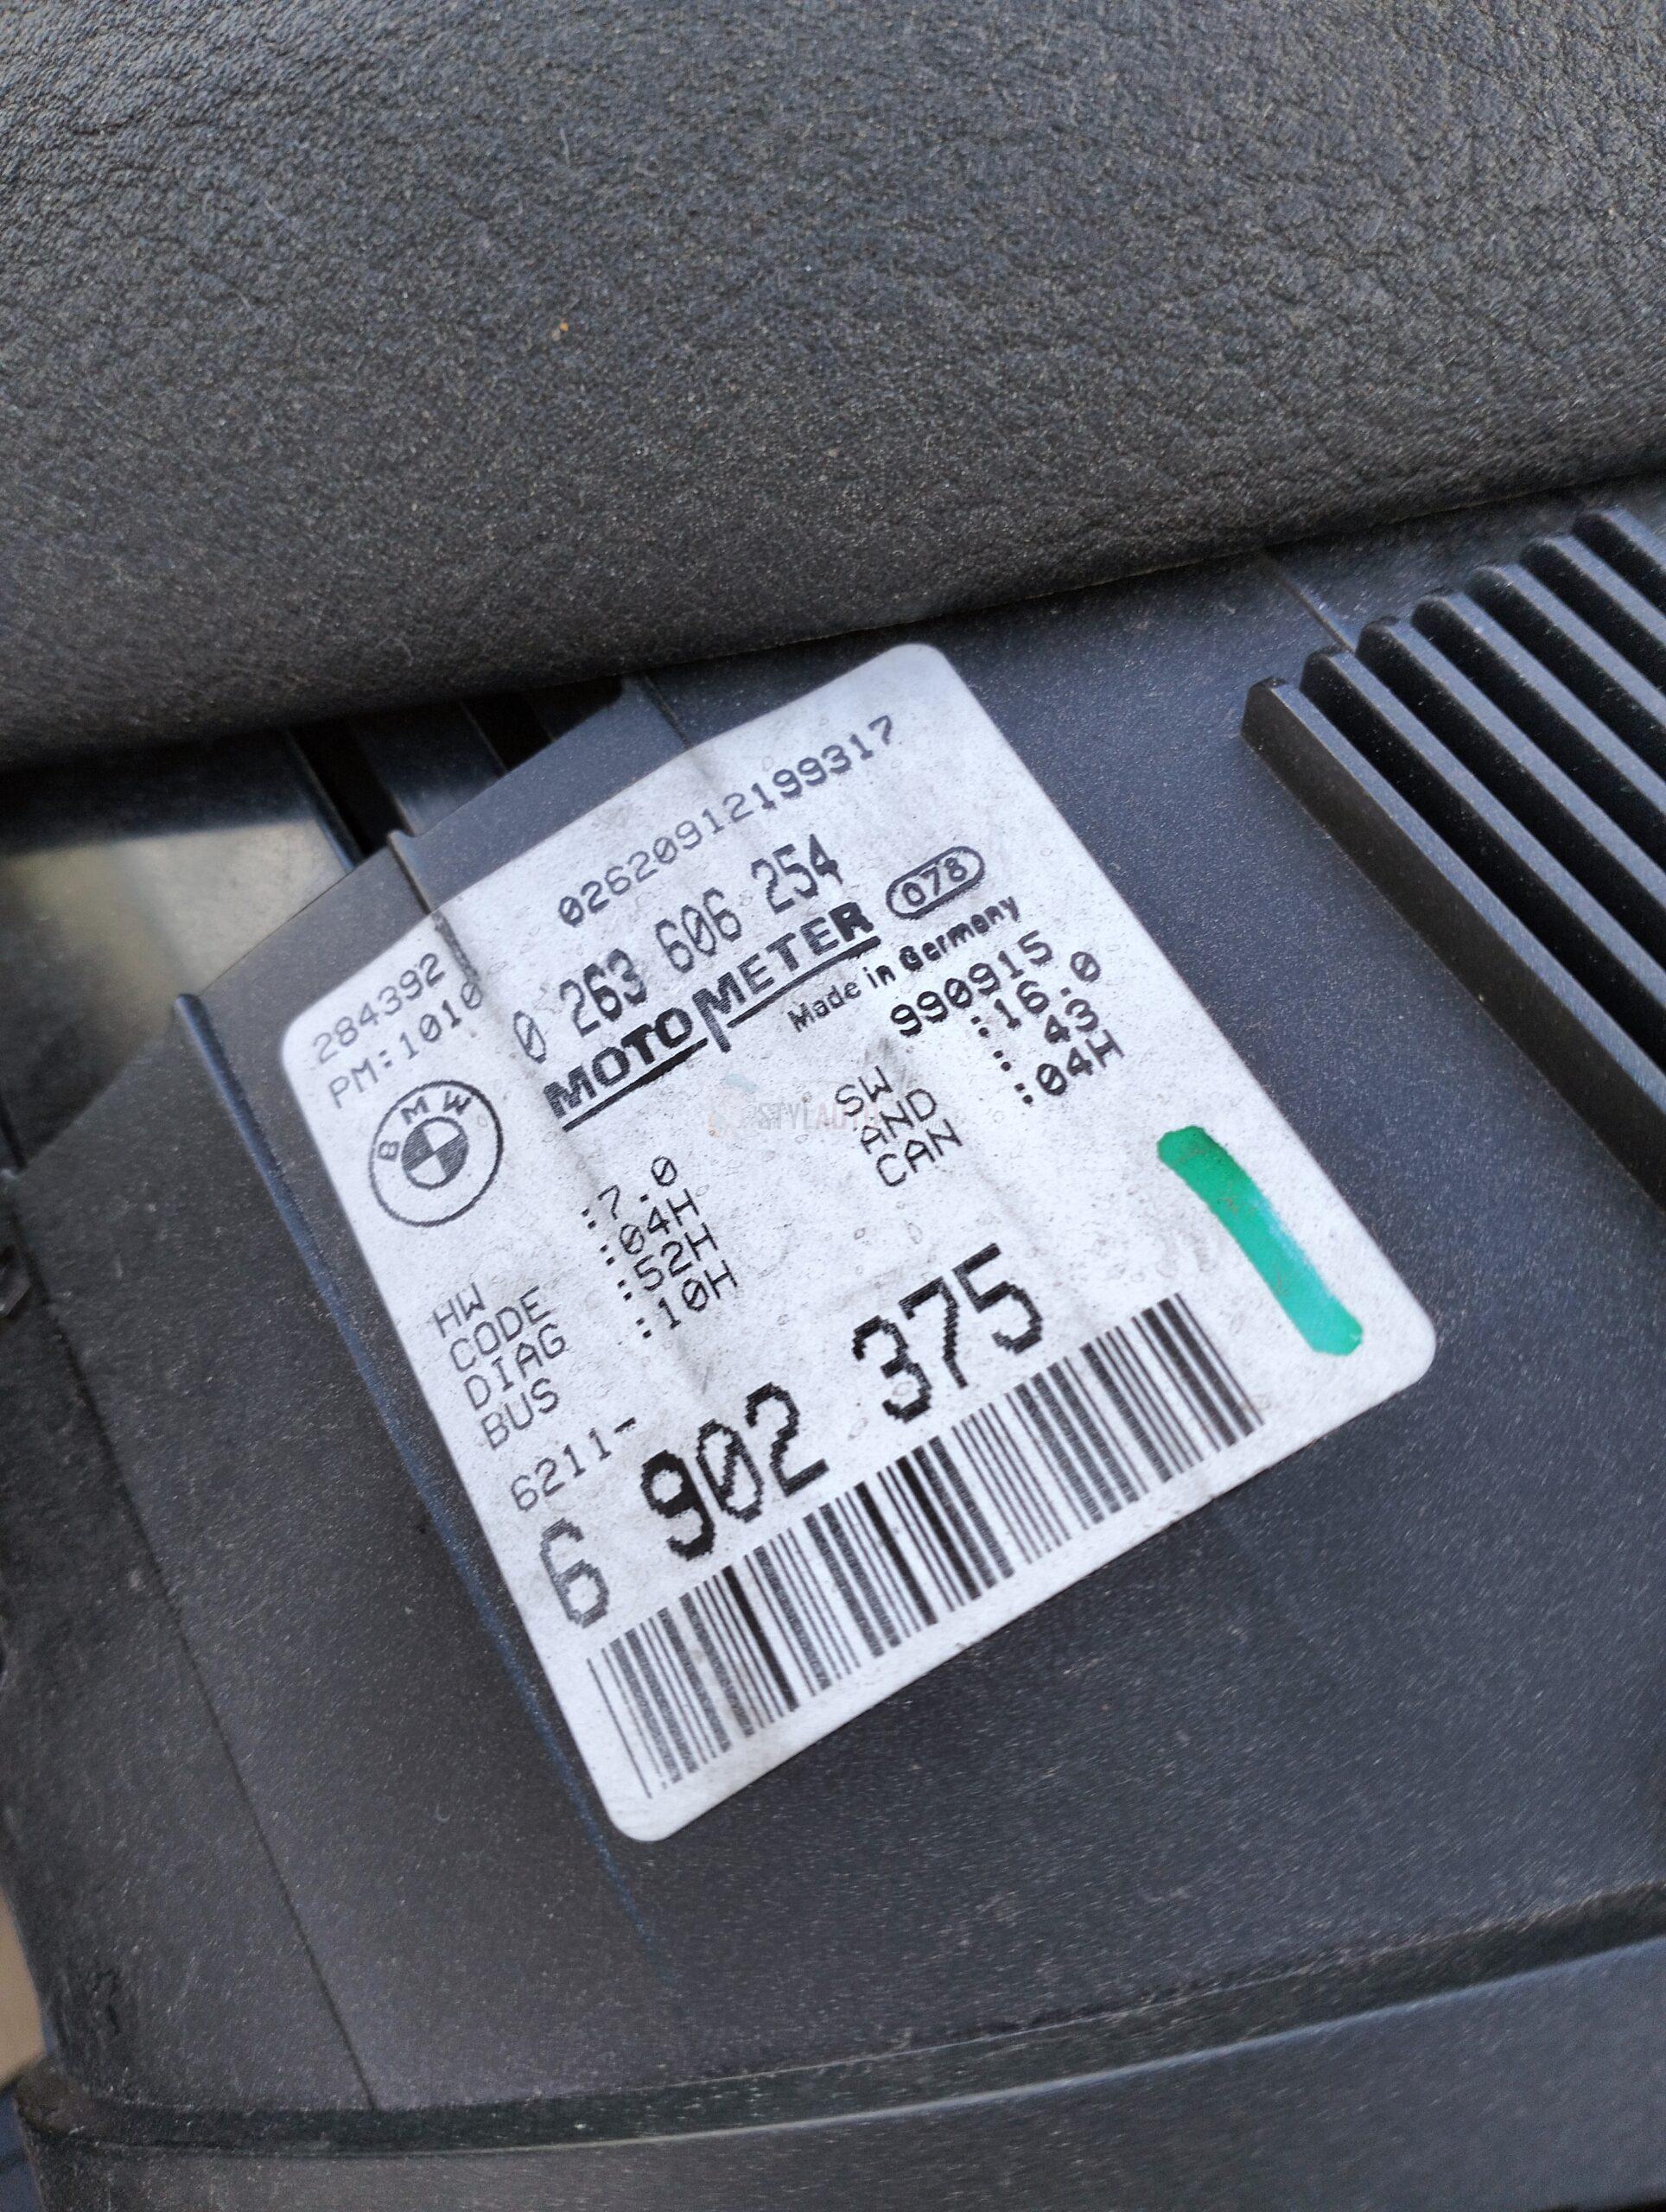 02620912199317
284392
PM:1010
0 263 606 254
MOTOMETER
078
Made in Germany
990915
BMW
SW :16.0
AND : 43
CAN :04H
HW :7.0
CODE :04H
DIAG :52H
BUS :10H
6211-
6 902 375